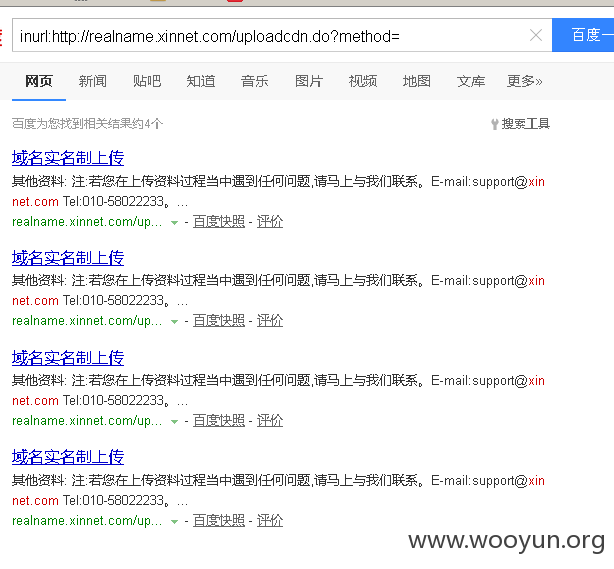 inurl:http://realname.xinnet.com/uploadcdn.do?method=
百度一
网页 新闻 贴吧 知道 音乐 图片 视频 地图 文库 更多»
百度为您找到相关结果约4个 搜索工具
域名实名制上传
其他资料: 注:若您在上传资料过程当中遇到任何问题,请马上与我们联系。E-mail:support@xin
net.com Tel:010-58022233。...
realname.xinnet.com/up... - 百度快照 - 评价
域名实名制上传
其他资料: 注:若您在上传资料过程当中遇到任何问题,请马上与我们联系。E-mail:support@xin
net.com Tel:010-58022233。...
realname.xinnet.com/up... - 百度快照 - 评价
域名实名制上传
其他资料: 注:若您在上传资料过程当中遇到任何问题,请马上与我们联系。E-mail:support@xin
net.com Tel:010-58022233。...
realname.xinnet.com/up... - 百度快照 - 评价
域名实名制上传
其他资料: 注:若您在上传资料过程当中遇到任何问题,请马上与我们联系。E-mail:support@xin
net.com Tel:010-58022233。...
realname.xinnet.com/up... - 百度快照 - 评价
www.wooyun.org